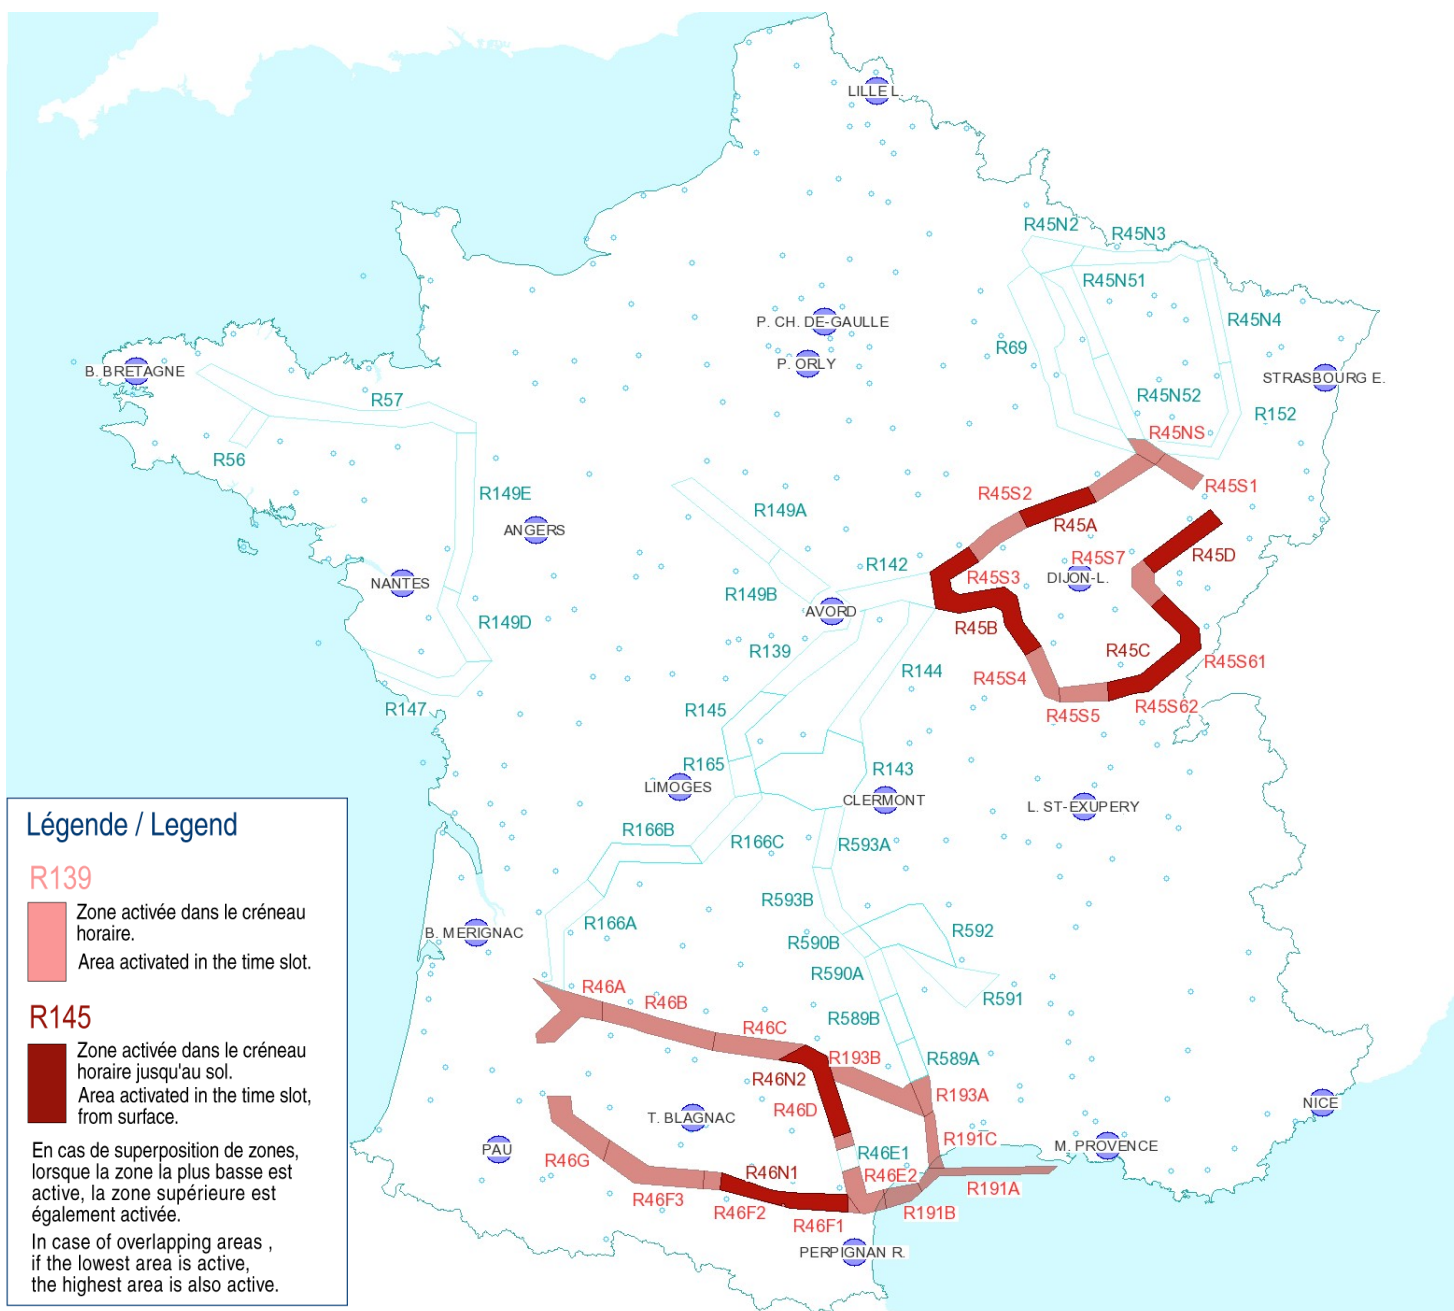 LILLE L.
R45N2
R45N3
R45N51
P. CH. DE-GAULLE
R45N4
R69
P. ORLY
B. BRETAGNE
STRASBOURG E.
R57
R45N52
R152
R45NS
R56
R45S1
R149E
R45S2
R149A
R45A
ANGERS
R45S7
R45D
R142
R45S3
DIJON-L.
NANTES
R149B
AVORD
R149D
R45B
R139
R45C
R45S61
R144
R45S4
R147
R145
R45S5
R45S62
R165
R143
LIMOGES
CLERMONT
L. ST-EXUPERY
R166B
R166C
R593A
R593B
R166A
B. MERIGNAC
R592
R590B
R590A
R46A
R46B
R591
R46C
R589B
R193B
R589A
R46N2
R193A
R46D
T. BLAGNAC
NICE
R191C
M. PROVENCE
PAU
R46E1
R46G
R46N1
R46E2
R191A
R46F3
R46F2
R191B
R46F1
PERPIGNAN R.
Légende / Legend
R139
Zone activée dans le créneau
horaire.
Area activated in the time slot.
R145
Zone activée dans le créneau
horaire jusqu'au sol.
Area activated in the time slot,
from surface.
En cas de superposition de zones,
lorsque la zone la plus basse est
active, la zone supérieure est
également activée.
In case of overlapping areas ,
if the lowest area is active,
the highest area is also active.